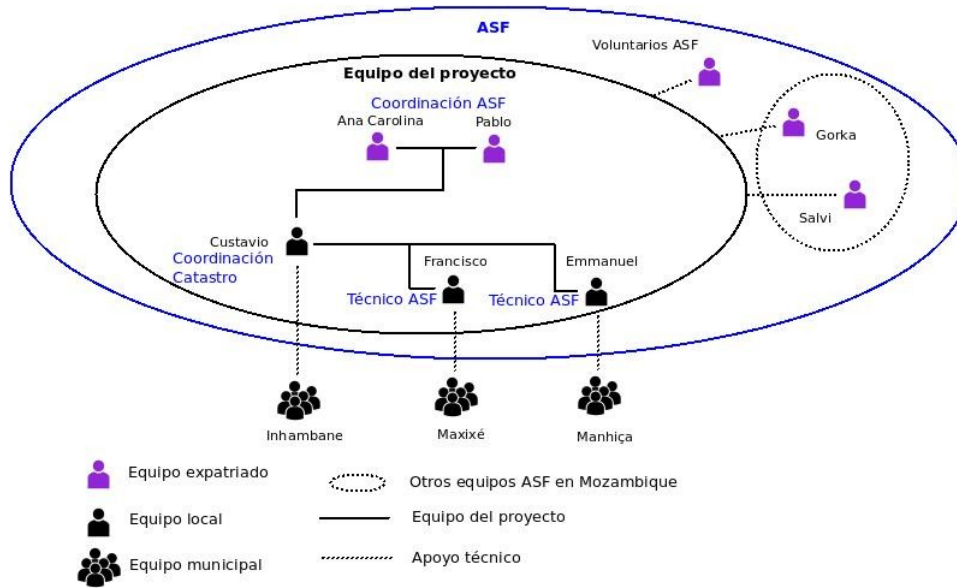 ASF
Voluntarios ASF
Equipo del proyecto
Coordinación ASF
Ana Carolina
Pablo
Gorka
Salvi
Custavio
Coordinación
Catastro
Francisco
Emmanuel
Técnico ASF
Técnico ASF
Inhambane
Maxixé
Manhiça
Equipo expatriado
Otros equipos ASF en Mozambique
Equipo local
Equipo del proyecto
Equipo municipal
Apoyo técnico